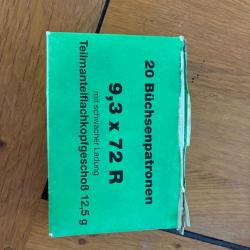 20 Büchsenpatronen
9,3 x 72 R
mit schwacher Ladung
Teilmantelflachkopfgeschoß 12,5 g